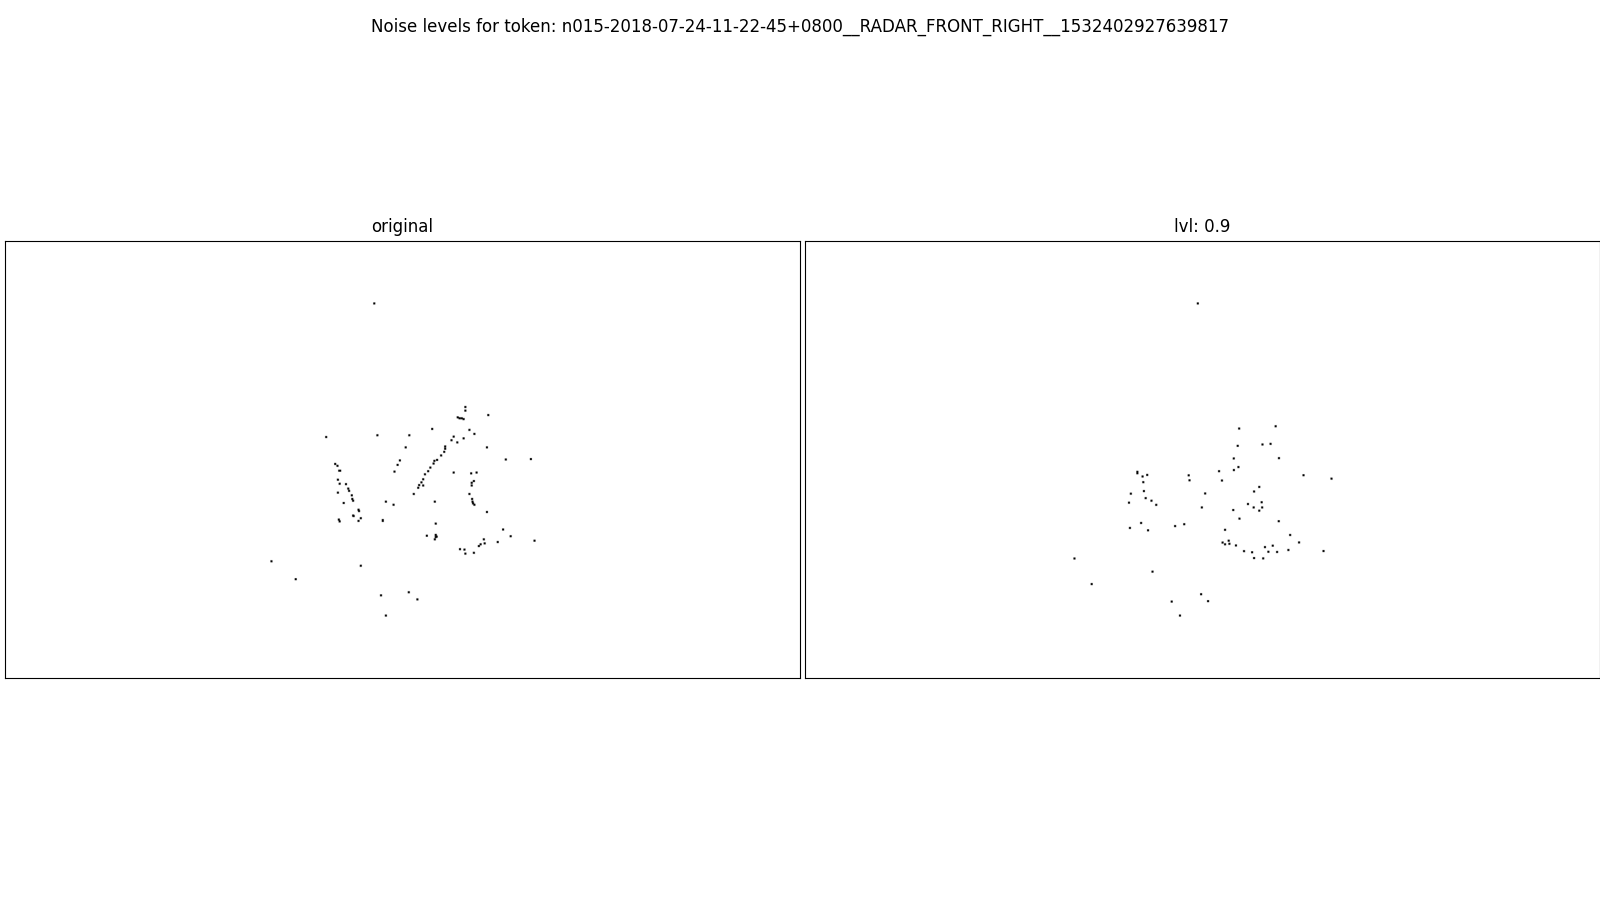 Noise levels for token: n015-2018-07-24-11-22-45+0800__RADAR_FRONT_RIGHT__1532402927639817
original
lvl: 0.9